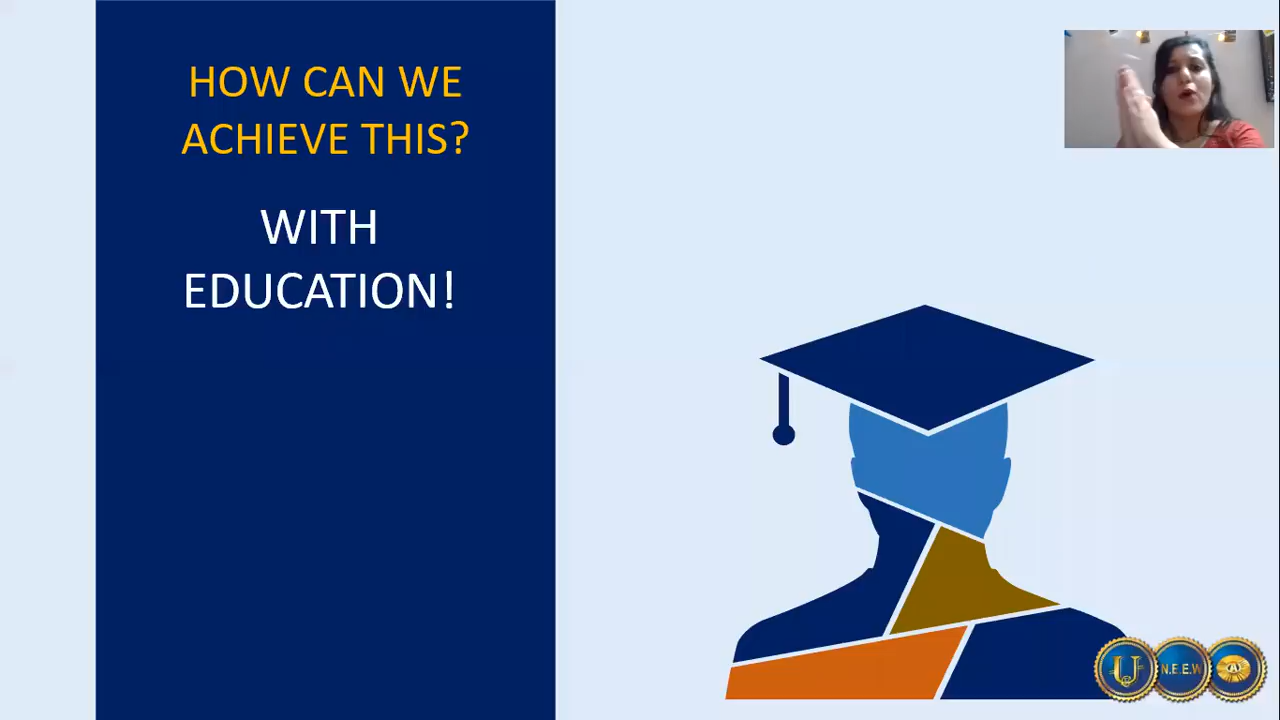 HOW CAN WE
ACHIEVE THIS?
WITH
EDUCATION!
U
N.E.E.W
A